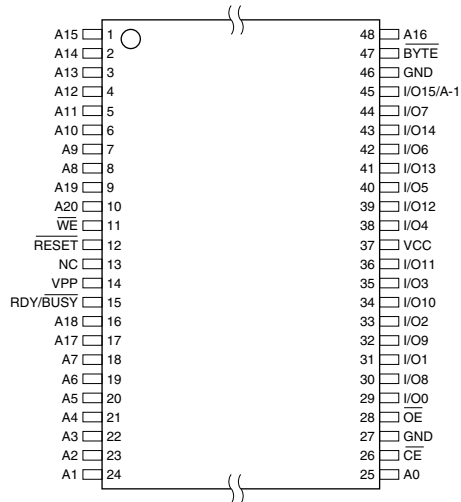 A15 1 48 A16
A14 2 47 BYTE
A13 3 46 GND
A12 4 45 I/O15/A-1
A11 5 44 I/O7
A10 6 43 I/O14
A9 7 42 I/O6
A8 8 41 I/O13
A19 9 40 I/O5
A20 10 39 I/O12
WE 11 38 I/O4
RESET 12 37 VCC
NC 13 36 I/O11
VPP 14 35 I/O3
RDY/BUSY 15 34 I/O10
A18 16 33 I/O2
A17 17 32 I/O9
A7 18 31 I/O1
A6 19 30 I/O8
A5 20 29 I/O0
A4 21 28 OE
A3 22 27 GND
A2 23 26 CE
A1 24 25 A0